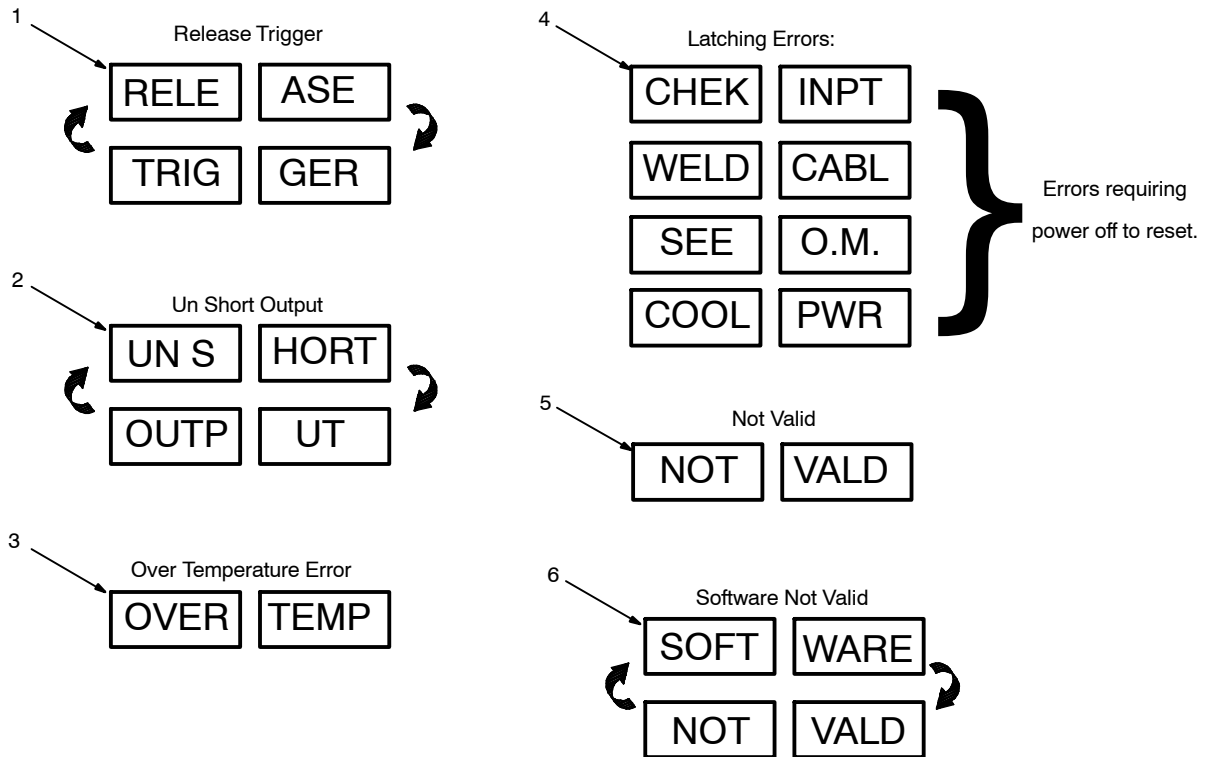 1
Release Trigger
RELE ASE
TRIG GER
2
Un Short Output
UN S HORT
OUTP UT
3
Over Temperature Error
OVER TEMP
4
Latching Errors:
CHEK INPT
WELD CABL
SEE O.M.
COOL PWR
Errors requiring
power off to reset.
5
Not Valid
NOT VALD
6
Software Not Valid
SOFT WARE
NOT VALD